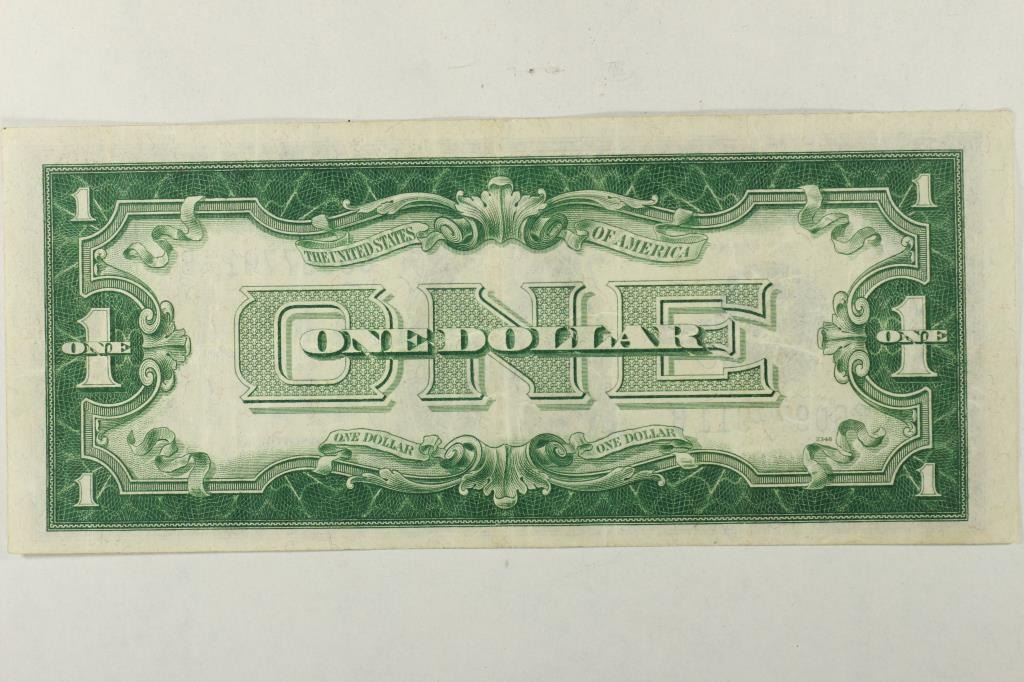 1 1
THE UNITED STATES OF AMERICA
ONE
ONE DOLLAR
1 ONE
1 ONE
ONE DOLLAR ONE DOLLAR
2348
1 1